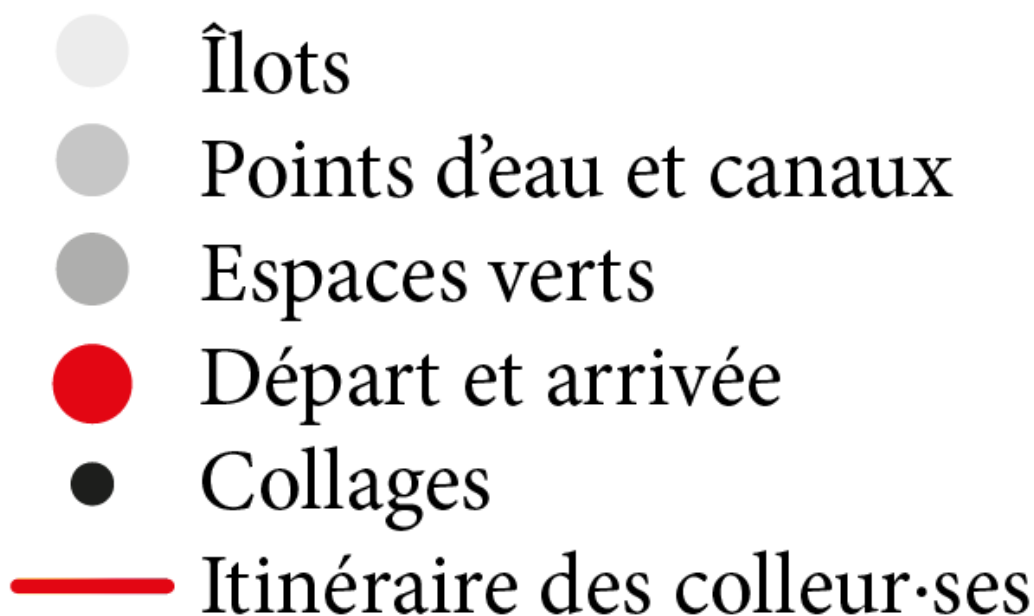 Îlots
Points d’eau et canaux
Espaces verts
Départ et arrivée
Collages
Itinéraire des colleur·ses